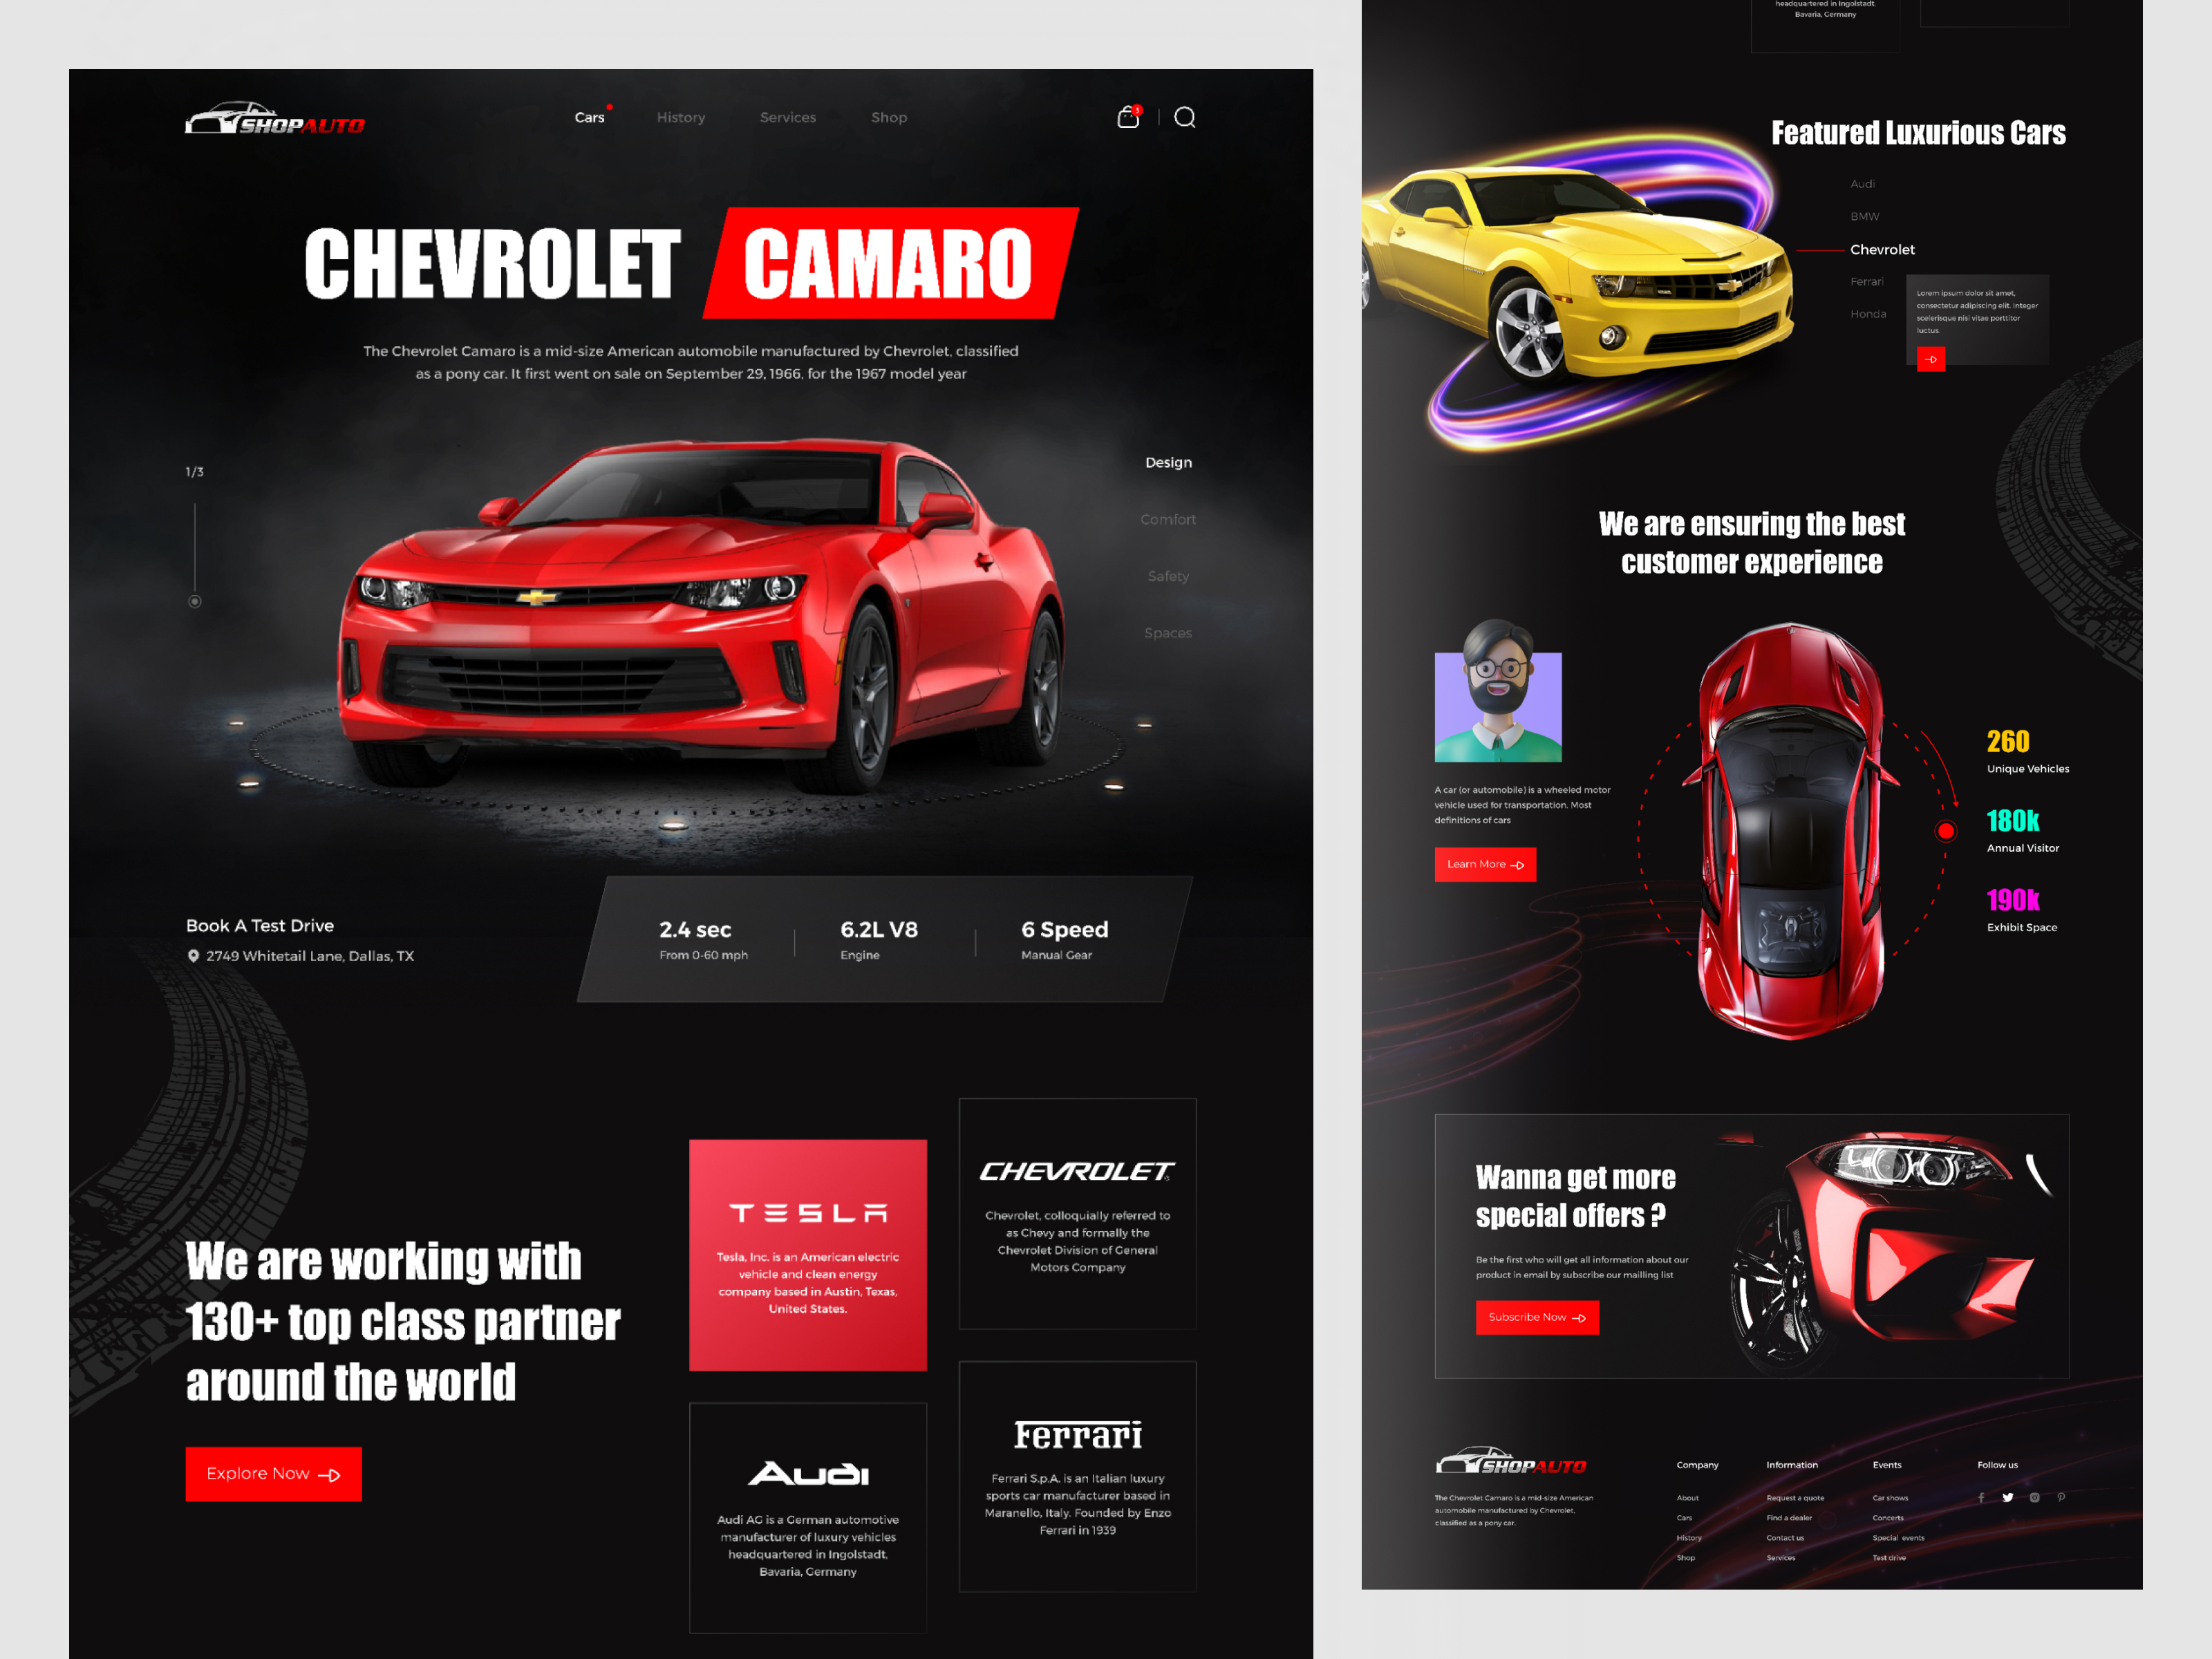 SHOPAUTO
Cars
History
Services
Shop
3
CHEVROLET CAMARO
The Chevrolet Camaro is a mid-size American automobile manufactured by Chevrolet, classified
as a pony car. It first went on sale on September 29, 1966, for the 1967 model year
1/3
Design
Comfort
Safety
Spaces
Book A Test Drive
2749 Whitetail Lane, Dallas, TX
2.4 sec
From 0-60 mph
6.2L V8
Engine
6 Speed
Manual Gear
We are working with
130+ top class partner
around the world
Explore Now
TESLA
Tesla, Inc. is an American electric
vehicle and clean energy
company based in Austin, Texas,
United States.
CHEVROLET
Chevrolet, colloquially referred to
as Chevy and formally the
Chevrolet Division of General
Motors Company
Audi
Audi AG is a German automotive
manufacturer of luxury vehicles
headquartered in Ingolstadt,
Bavaria, Germany
Ferrari
Ferrari S.p.A. is an Italian luxury
sports car manufacturer based in
Maranello, Italy. Founded by Enzo
Ferrari in 1939
headquartered in Ingolstadt,
Bavaria, Germany
Featured Luxurious Cars
Audi
BMW
Chevrolet
Ferrari
Honda
Lorem ipsum dolor sit amet,
consectetur adipiscing elit. Integer
scelerisque nisi vitae porttitor
luctus.
We are ensuring the best
customer experience
A car (or automobile) is a wheeled motor
vehicle used for transportation. Most
definitions of cars
Learn More
260
Unique Vehicles
180k
Annual Visitor
190k
Exhibit Space
Wanna get more
special offers ?
Be the first who will get all information about our
product in email by subscribe our mailling list
Subscribe Now
SHOPAUTO
The Chevrolet Camaro is a mid-size American
automobile manufactured by Chevrolet,
classified as a pony car.
Company
About
Cars
History
Shop
Information
Request a quote
Find a dealer
Contact us
Services
Events
Car shows
Concerts
Special events
Test drive
Follow us